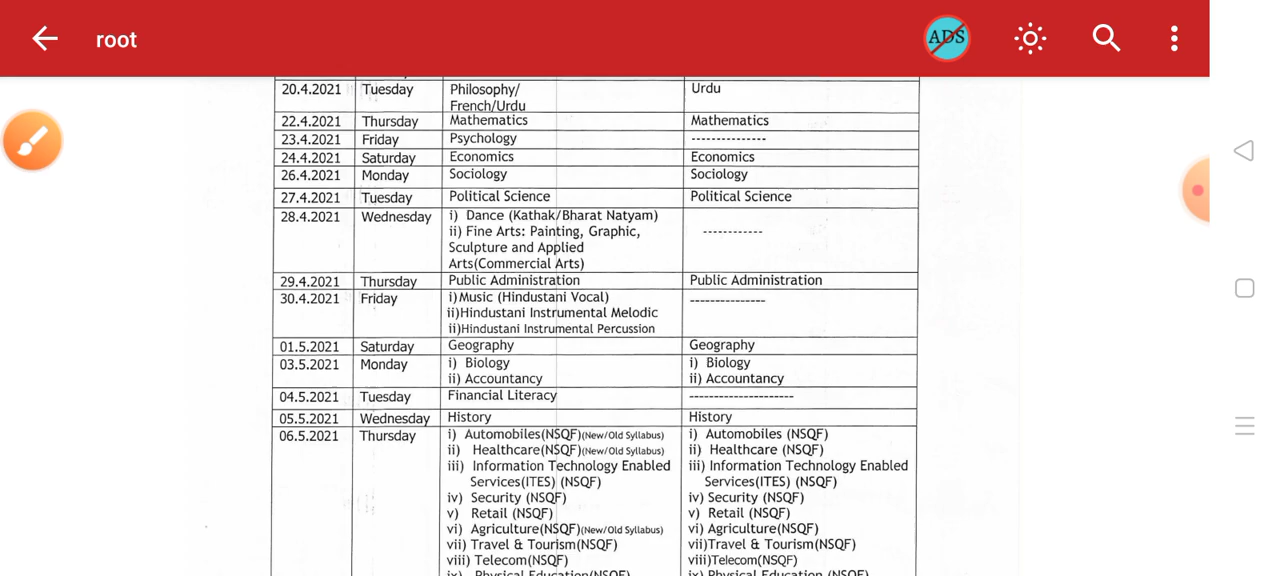 root
ADS
20.4.2021 Tuesday Philosophy/ Urdu
French/Urdu
22.4.2021 Thursday Mathematics Mathematics
23.4.2021 Friday Psychology ---------------
24.4.2021 Saturday Economics Economics
26.4.2021 Monday Sociology Sociology
27.4.2021 Tuesday Political Science Political Science
28.4.2021 Wednesday i) Dance (Kathak/Bharat Natyam)
ii) Fine Arts: Painting, Graphic, ------------
Sculpture and Applied
Arts(Commercial Arts)
29.4.2021 Thursday Public Administration Public Administration
30.4.2021 Friday i)Music (Hindustani Vocal) ---------------
ii)Hindustani Instrumental Melodic
ii)Hindustani Instrumental Percussion
01.5.2021 Saturday Geography Geography
03.5.2021 Monday i) Biology i) Biology
ii) Accountancy ii) Accountancy
04.5.2021 Tuesday Financial Literacy ---------------------
05.5.2021 Wednesday History History
06.5.2021 Thursday i) Automobiles(NSQF)(New/Old Syllabus) i) Automobiles (NSQF)
ii) Healthcare(NSQF)(New/Old Syllabus) ii) Healthcare (NSQF)
iii) Information Technology Enabled iii) Information Technology Enabled
Services(ITES) (NSQF) Services(ITES) (NSQF)
iv) Security (NSQF) iv) Security (NSQF)
v) Retail (NSQF) v) Retail (NSQF)
vi) Agriculture(NSQF)(New/Old Syllabus) vi) Agriculture(NSQF)
vii) Travel & Tourism(NSQF) vii)Travel & Tourism(NSQF)
viii) Telecom(NSQF) viii)Telecom(NSQF)
ix) Physical Education(NSQF) ix) Physical Education (NSQF)